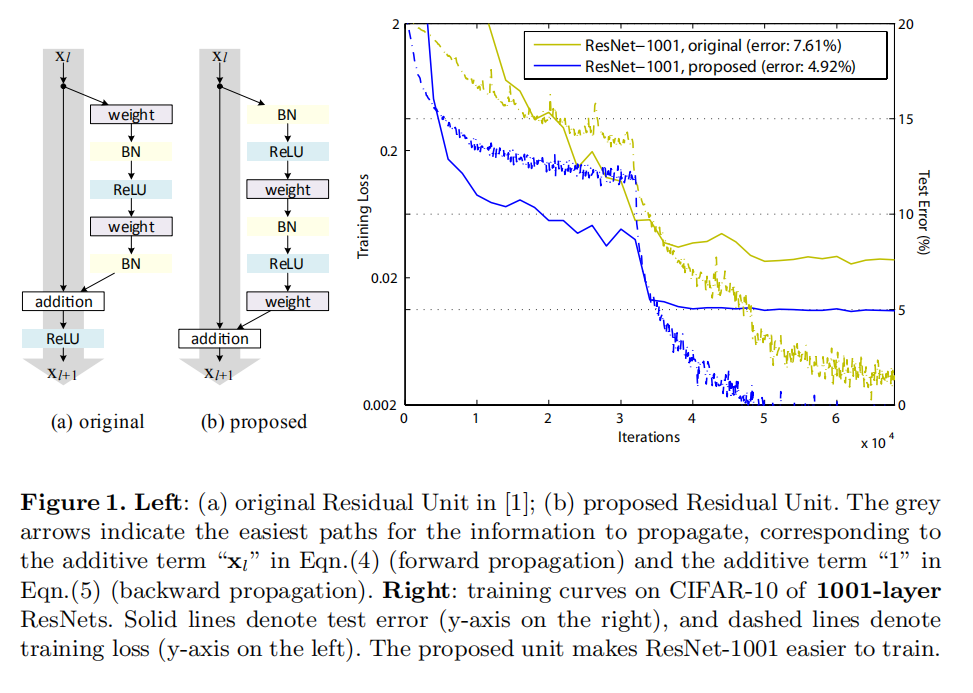 x_l
weight
BN
ReLU
weight
BN
addition
ReLU
x_{l+1}
(a) original
x_l
BN
ReLU
weight
BN
ReLU
weight
addition
x_{l+1}
(b) proposed
2
0.2
0.02
0.002
Training Loss
ResNet−1001, original (error: 7.61%)
ResNet−1001, proposed (error: 4.92%)
20
15
10
5
0
Test Error (%)
0 1 2 3 4 5 6
Iterations
x 10^4
Figure 1. Left: (a) original Residual Unit in [1]; (b) proposed Residual Unit. The grey
arrows indicate the easiest paths for the information to propagate, corresponding to
the additive term “x_l” in Eqn.(4) (forward propagation) and the additive term “1” in
Eqn.(5) (backward propagation). Right: training curves on CIFAR-10 of 1001-layer
ResNets. Solid lines denote test error (y-axis on the right), and dashed lines denote
training loss (y-axis on the left). The proposed unit makes ResNet-1001 easier to train.